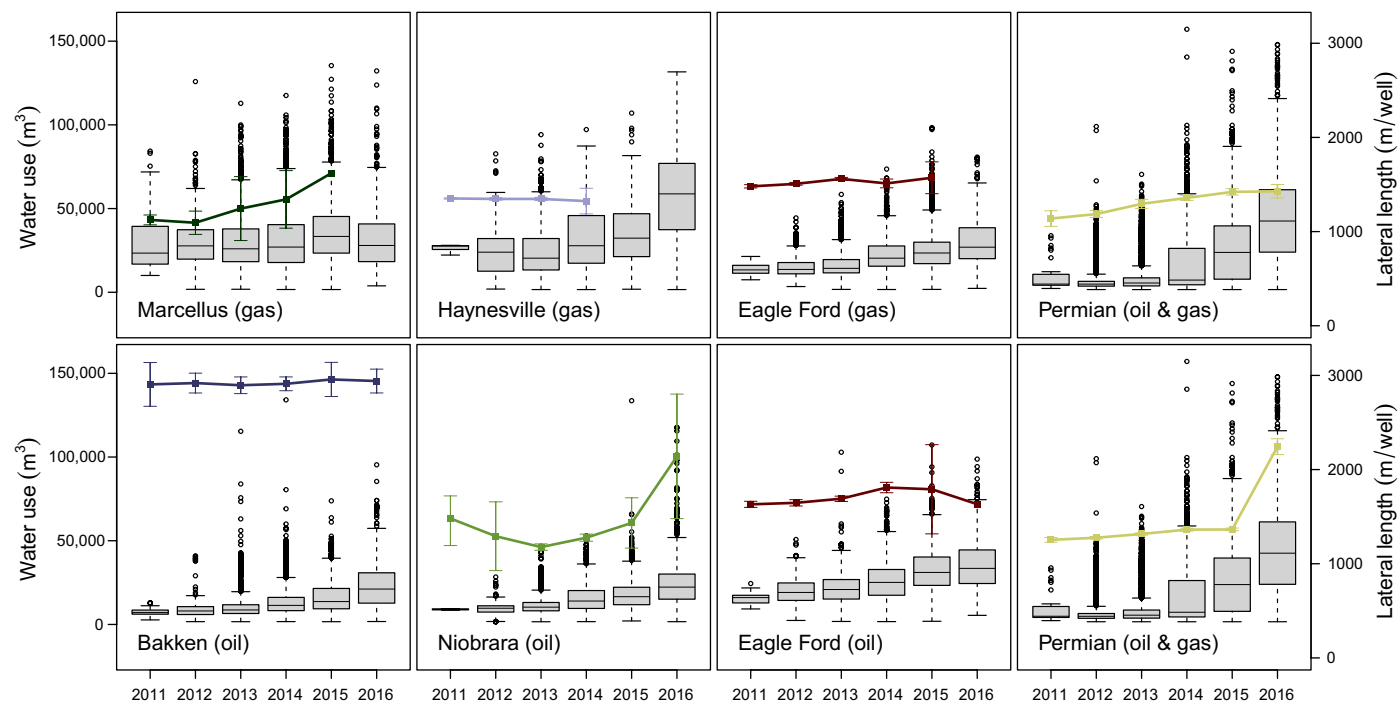 150,000
100,000
50,000
0
Water use (m³)
Marcellus (gas)
Haynesville (gas)
Eagle Ford (gas)
Permian (oil & gas)
3000
2000
1000
0
Lateral length (m/well)
150,000
100,000
50,000
0
Water use (m³)
Bakken (oil)
Niobrara (oil)
Eagle Ford (oil)
Permian (oil & gas)
3000
2000
1000
0
Lateral length (m/well)
2011 2012 2013 2014 2015 2016
2011 2012 2013 2014 2015 2016
2011 2012 2013 2014 2015 2016
2011 2012 2013 2014 2015 2016